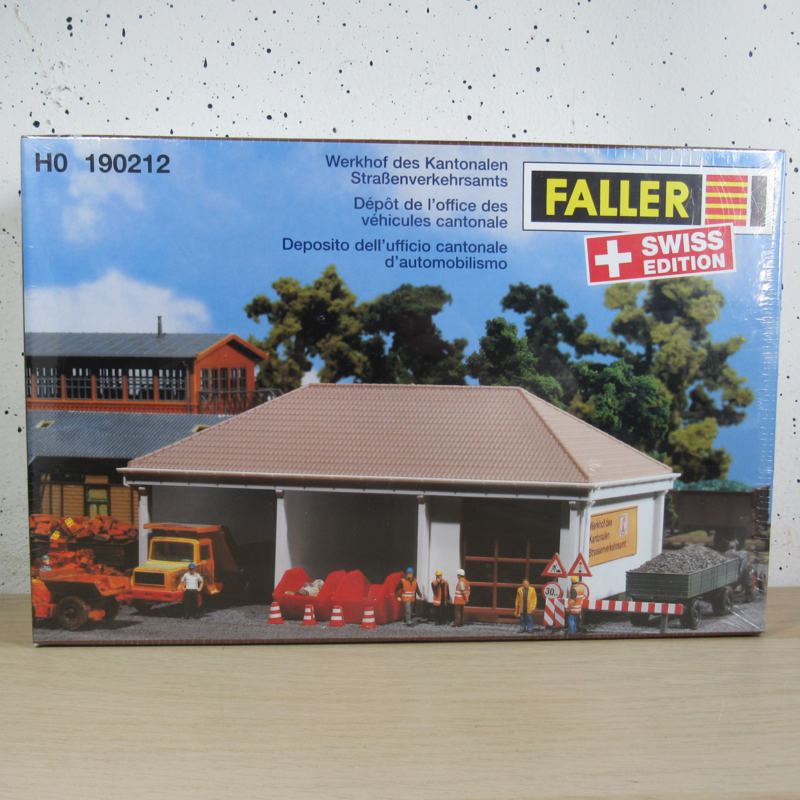 H0 190212
Werkhof des Kantonalen
Straßenverkehrsamts
Dépôt de l'office des
véhicules cantonale
Deposito dell'ufficio cantonale
d'automobilismo
FALLER
SWISS
EDITION
Werkhof des
Kantonalen
Strassenverkehrsamt
30